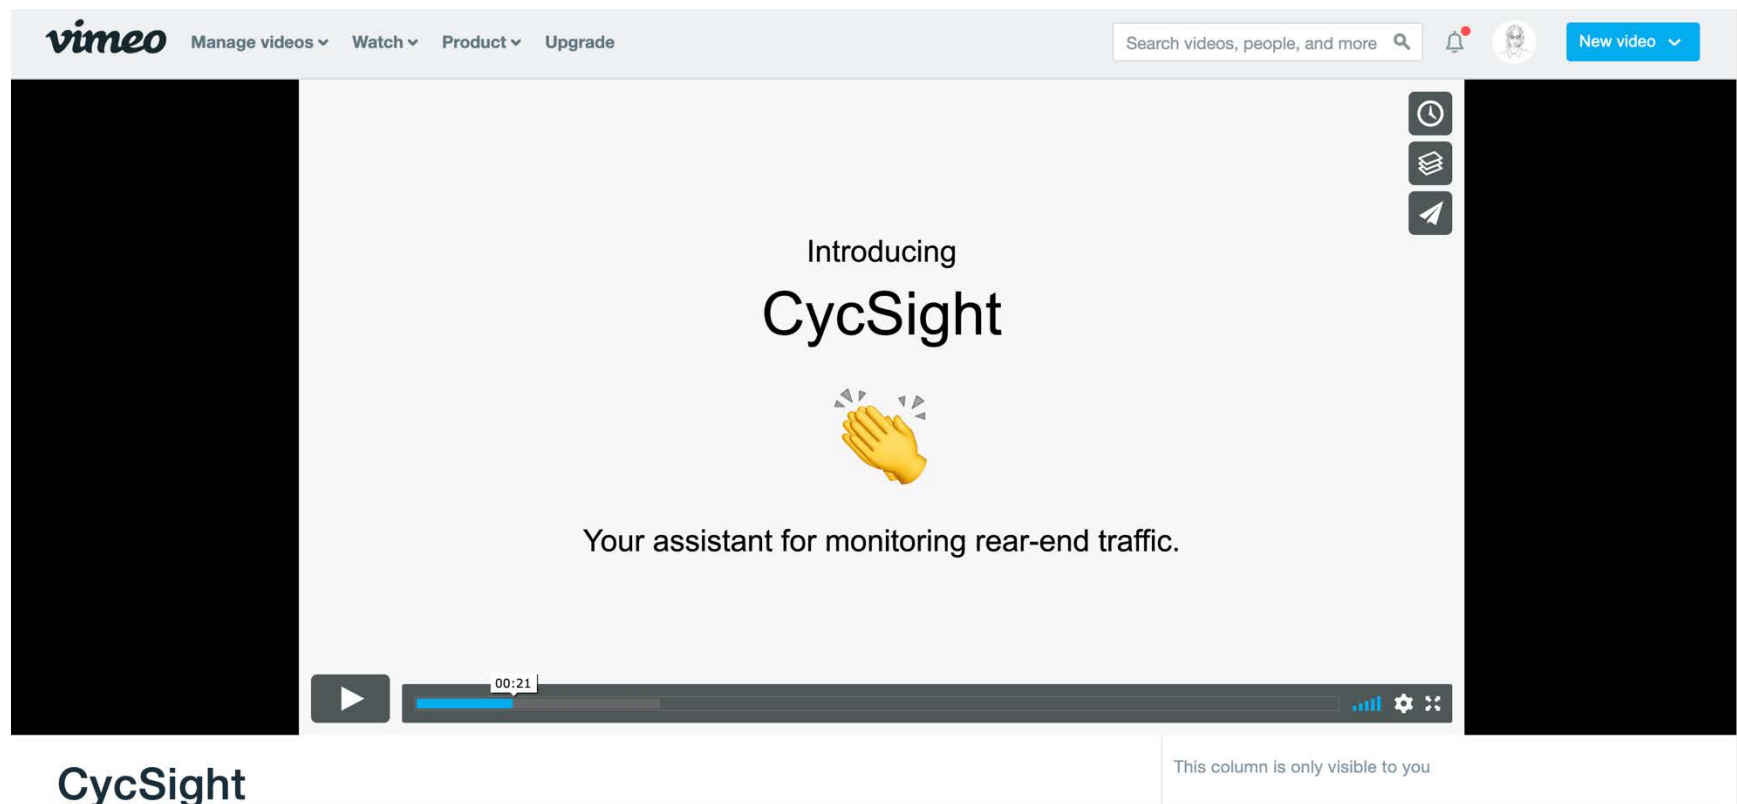 vimeo Manage videos Watch Product Upgrade Search videos, people, and more New video
Introducing
CycSight
Your assistant for monitoring rear-end traffic.
00:21
CycSight
This column is only visible to you